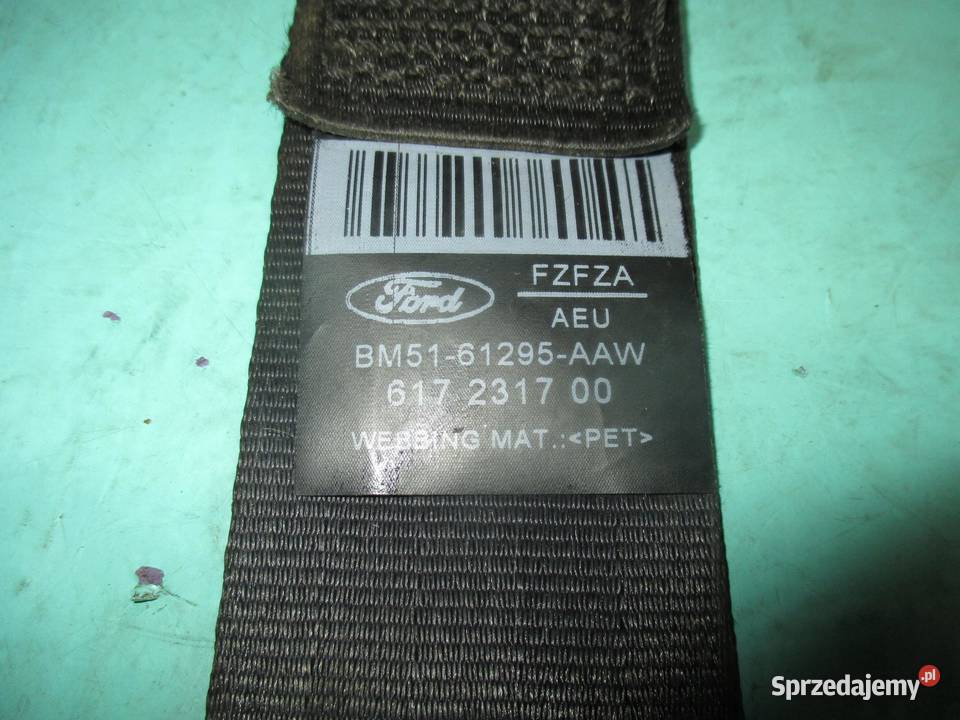 Ford
FZFZA
AEU
BM51-61295-AAW
617 2317 00
WEBBING MAT.:<PET>
Sprzedajemy.pl